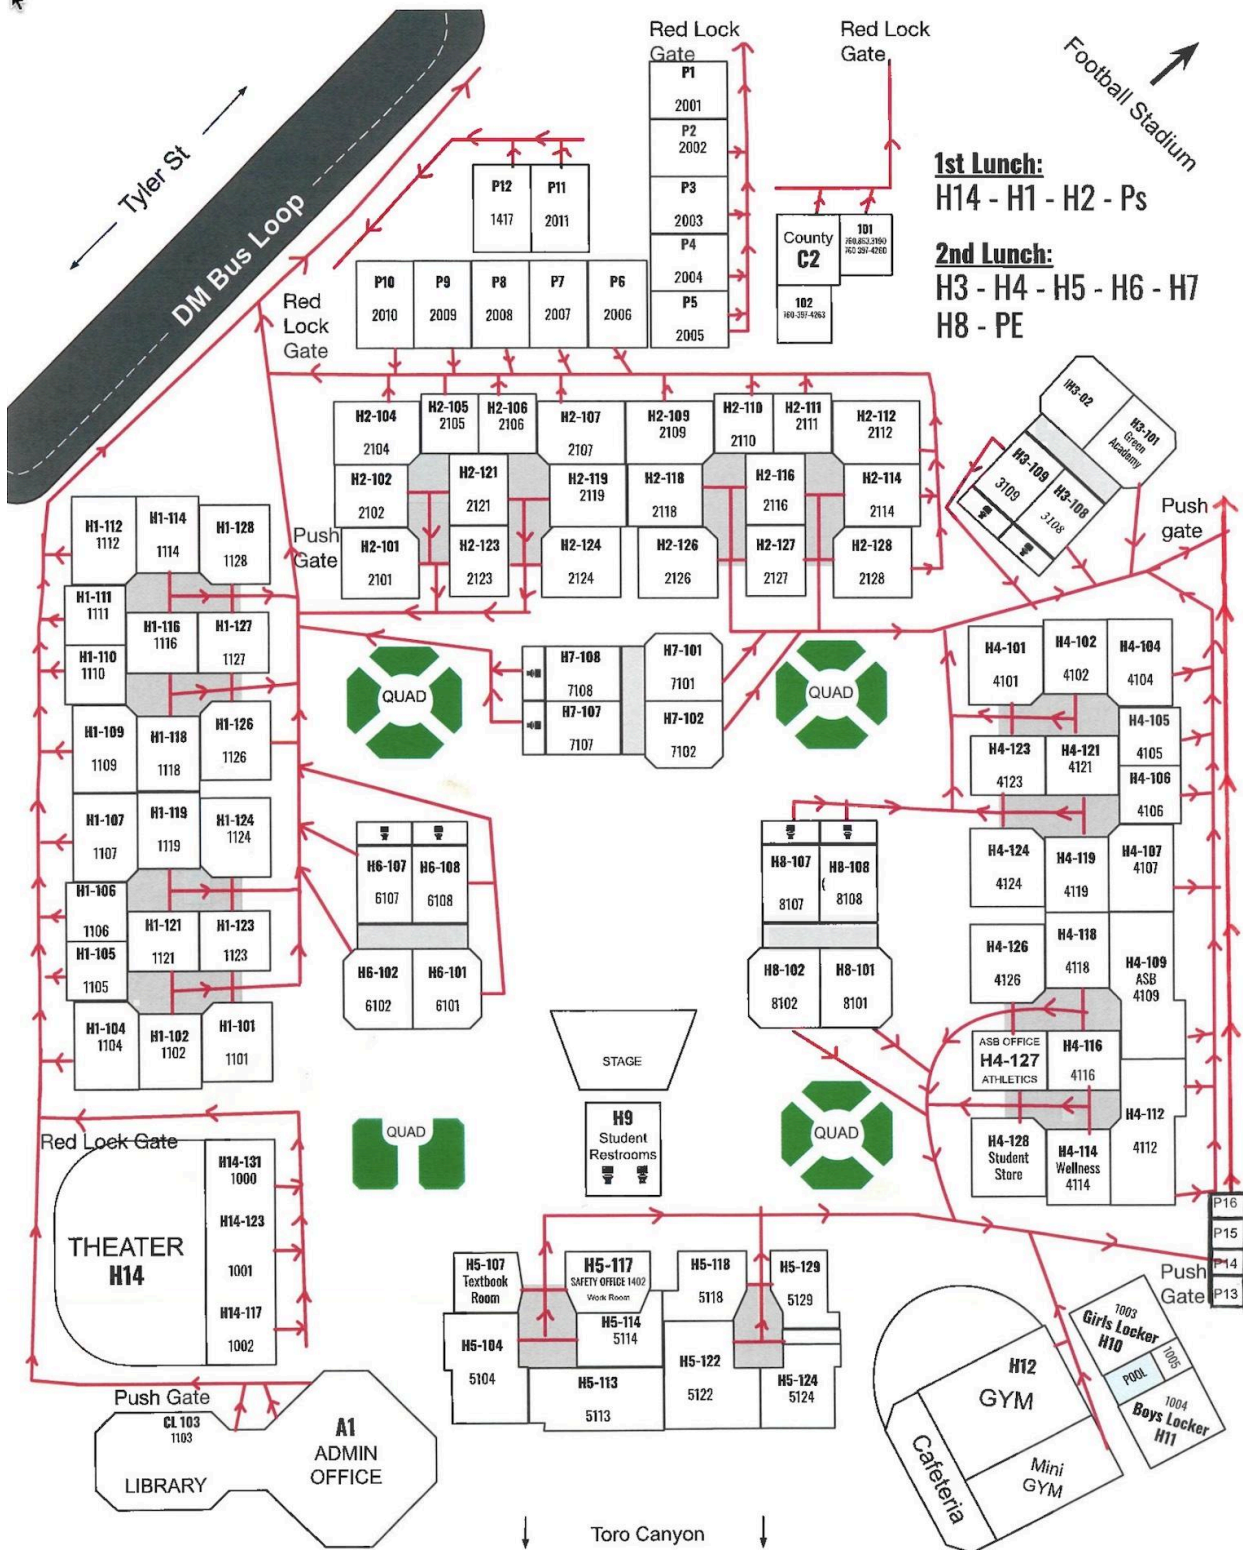 Red Lock
Gate
Red Lock
Gate
Football Stadium
Tyler St
DM Bus Loop
1st Lunch:
H14 - H1 - H2 - Ps
2nd Lunch:
H3 - H4 - H5 - H6 - H7
H8 - PE
P1
2001
P2
2002
P3
2003
P4
2004
P5
2005
P12
1417
P11
2011
County
C2
101
760.863.3190
760-397-4260
102
760-397-4263
P10
2010
P9
2009
P8
2008
P7
2007
P6
2006
Red
Lock
Gate
H2-104
2104
H2-105
2105
H2-106
2106
H2-107
2107
H2-109
2109
H2-110
2110
H2-111
2111
H2-112
2112
H2-102
2102
H2-121
2121
H2-119
2119
H2-118
2118
H2-116
2116
H2-114
2114
Push
Gate
H2-101
2101
H2-123
2123
H2-124
2124
H2-126
2126
H2-127
2127
H2-128
2128
H3-101
Green
Academy
H3-109
3109
H3-108
3108
Push
gate
H1-112
1112
H1-114
1114
H1-128
1128
H1-111
1111
H1-116
1116
H1-127
1127
H1-110
1110
H1-109
1109
H1-118
1118
H1-126
1126
H1-107
1107
H1-119
1119
H1-124
1124
H1-106
1106
H1-121
1121
H1-123
1123
H1-105
1105
H1-104
1104
H1-102
1102
H1-101
1101
QUAD
H7-108
7108
H7-101
7101
H7-107
7107
H7-102
7102
QUAD
H4-101
4101
H4-102
4102
H4-104
4104
H4-105
4105
H4-123
4123
H4-121
4121
H4-106
4106
H4-124
4124
H4-119
4119
H4-107
4107
H4-126
4126
H4-118
4118
H4-109
ASB
4109
ASB OFFICE
H4-127
ATHLETICS
H4-116
4116
H4-112
4112
H4-128
Student
Store
H4-114
Wellness
4114
H6-107
6107
H6-108
6108
H6-102
6102
H6-101
6101
H8-107
8107
H8-108
8108
H8-102
8102
H8-101
8101
STAGE
H9
Student
Restrooms
QUAD
QUAD
Red Lock Gate
THEATER
H14
H14-131
1000
H14-123
1001
H14-117
1002
P16
P15
P14
P13
Push
Gate
H5-107
Textbook
Room
H5-117
SAFETY OFFICE 1402
Work Room
H5-118
5118
H5-129
5129
H5-104
5104
H5-114
5114
H5-122
5122
H5-124
5124
H5-113
5113
1003
Girls Locker
H10
1005
POOL
1004
Boys Locker
H11
H12
GYM
Mini
GYM
Cafeteria
Push Gate
CL 103
1103
LIBRARY
A1
ADMIN
OFFICE
Toro Canyon